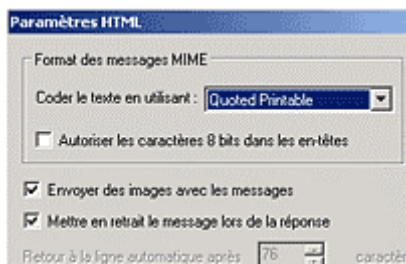 Paramètres HTML
Format des messages MIME
Coder le texte en utilisant : Quoted Printable
Autoriser les caractères 8 bits dans les en-têtes
Envoyer des images avec les messages
Mettre en retrait le message lors de la réponse
Retour à la ligne automatique après 76 caractèr